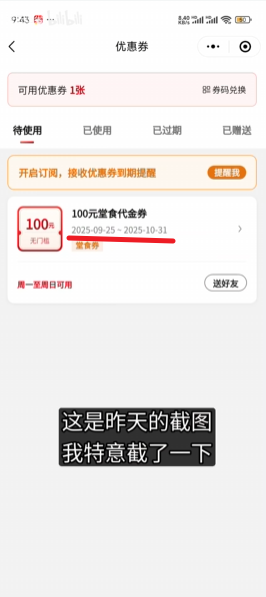 9:43
bilibili
优惠券
可用优惠券 1张
券码兑换
待使用
已使用
已过期
已赠送
开启订阅，接收优惠券到期提醒
提醒我
100元
无门槛
100元堂食代金券
2025-09-25 ~ 2025-10-31
堂食券
周一至周日可用
送好友
这是昨天的截图
我特意截了一下